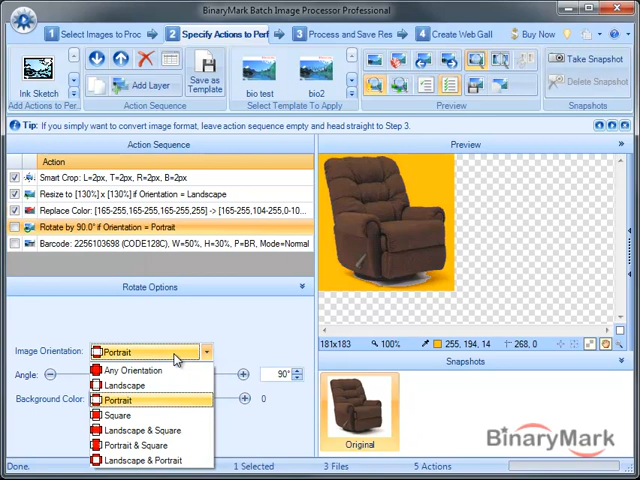 BinaryMark Batch Image Processor Professional
1 Select Images to Proc
2 Specify Actions to Perf
3 Process and Save Res
4 Create Web Gall
Buy Now
Ink Sketch
Add Layer
Save as
Template
bio test
bio2
Take Snapshot
Delete Snapshot
Add Actions to Per...
Action Sequence
Select Template To Apply
Preview
Snapshots
Tip: If you simply want to convert image format, leave action sequence empty and head straight to Step 3.
Action Sequence
Preview
Action
Smart Crop: L=2px, T=2px, R=2px, B=2px
Resize to [130%] x [130%] if Orientation = Landscape
Replace Color: [165-255,165-255,165-255,255] -> [165-255,104-255,0-10...
Rotate by 90.0° if Orientation = Portrait
Barcode: 2256103698 (CODE128C), W=50%, H=30%, P=BR, Mode=Normal
Rotate Options
181x183
100%
255, 194, 14
268, 0
Image Orientation:
Portrait
Angle:
90°
Background Color:
0
Any Orientation
Landscape
Portrait
Square
Landscape & Square
Portrait & Square
Landscape & Portrait
Snapshots
Original
BinaryMark
Done.
1 Selected
3 Files
5 Actions